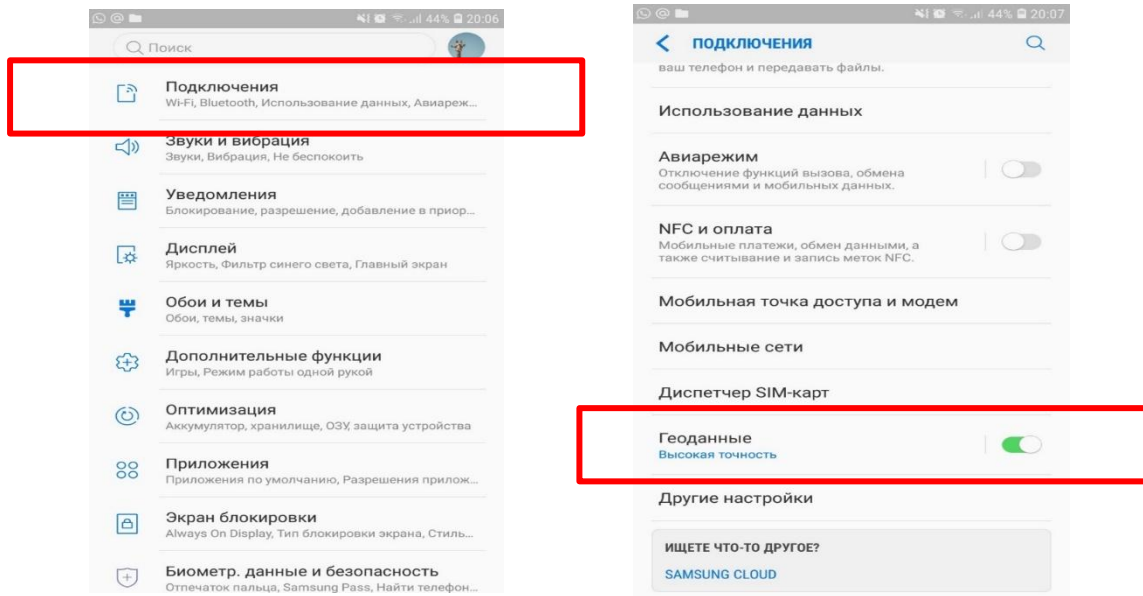 44% 20:06
Поиск
Подключения
Wi-Fi, Bluetooth, Использование данных, Авиареж...
Звуки и вибрация
Звуки, Вибрация, Не беспокоить
Уведомления
Блокирование, разрешение, добавление в приор...
Дисплей
Яркость, Фильтр синего света, Главный экран
Обои и темы
Обои, темы, значки
Дополнительные функции
Игры, Режим работы одной рукой
Оптимизация
Аккумулятор, хранилище, ОЗУ, защита устройства
Приложения
Приложения по умолчанию, Разрешения прилож...
Экран блокировки
Always On Display, Тип блокировки экрана, Стиль...
Биометр. данные и безопасность
Отпечаток пальца, Samsung Pass, Найти телефон...
44% 20:07
ПОДКЛЮЧЕНИЯ
ваш телефон и передавать файлы.
Использование данных
Авиарежим
Отключение функций вызова, обмена
сообщениями и мобильных данных.
NFC и оплата
Мобильные платежи, обмен данными, а
также считывание и запись меток NFC.
Мобильная точка доступа и модем
Мобильные сети
Диспетчер SIM-карт
Геоданные
Высокая точность
Другие настройки
ИЩЕТЕ ЧТО-ТО ДРУГОЕ?
SAMSUNG CLOUD